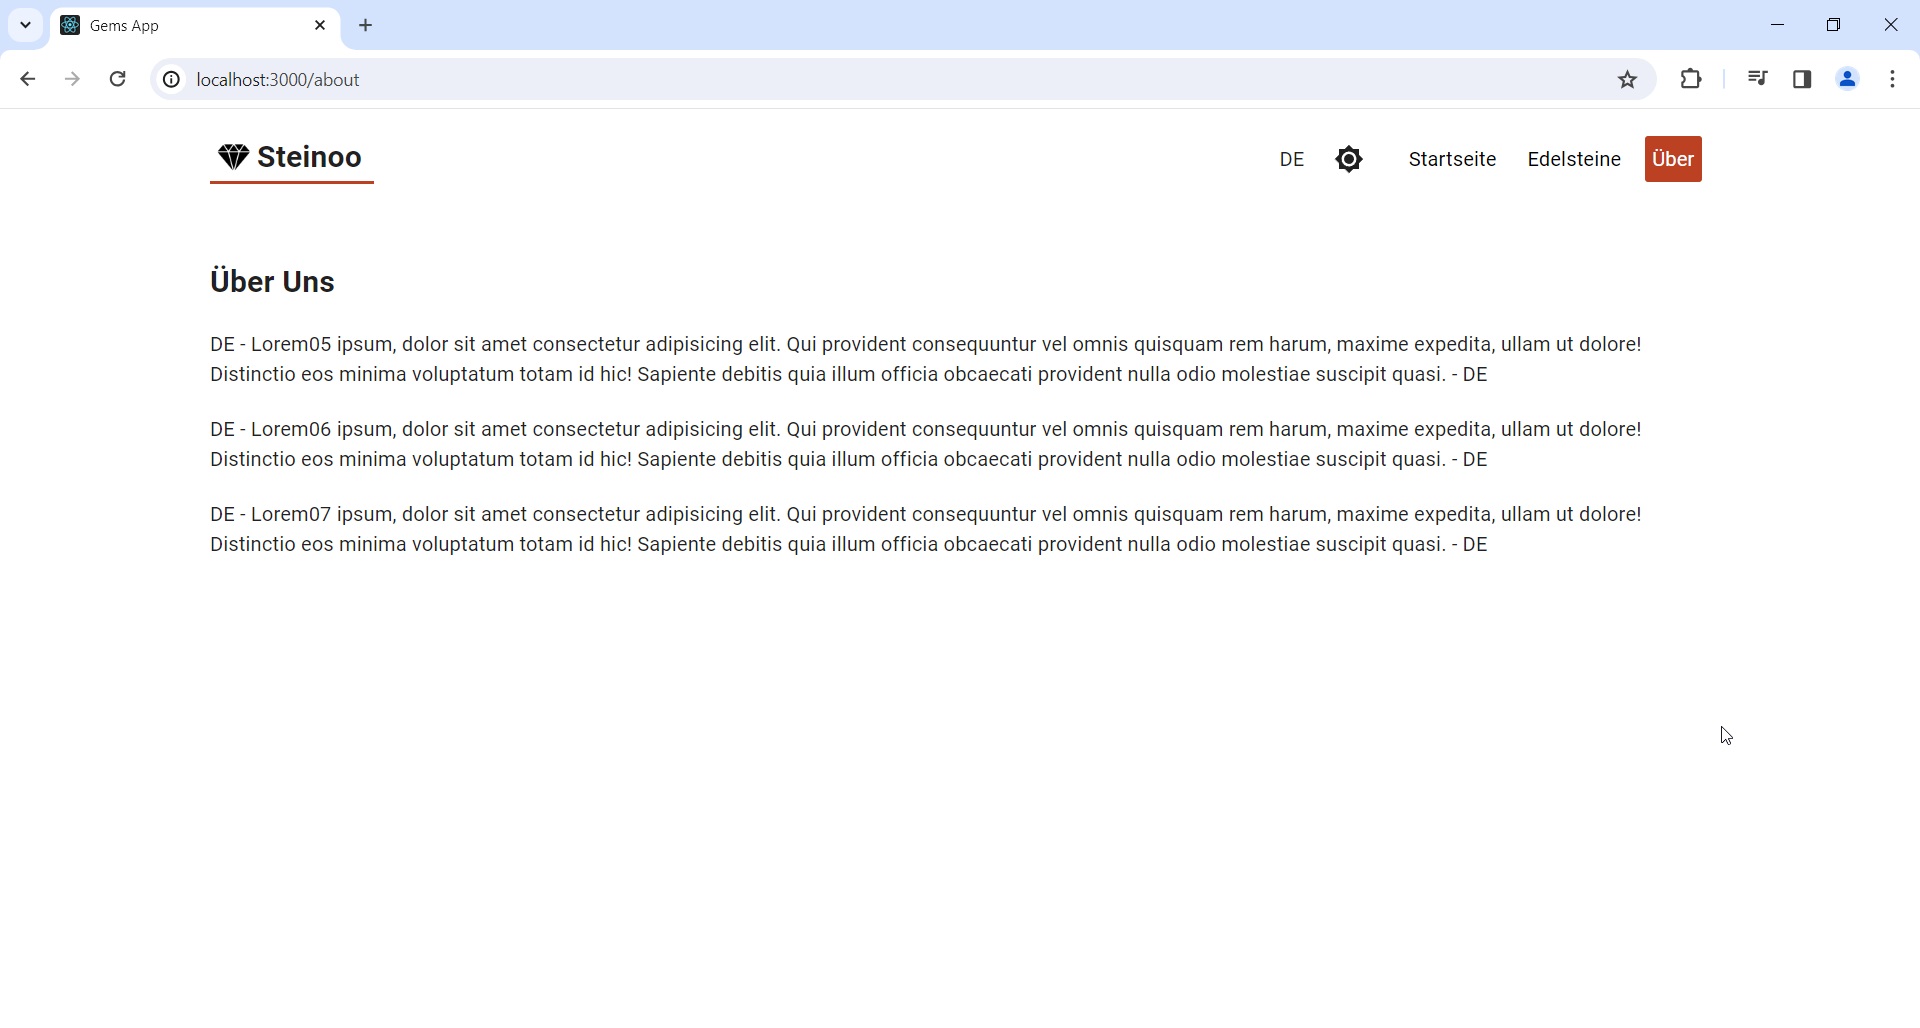 Gems App
localhost:3000/about
Steinoo
DE
Startseite
Edelsteine
Über
Über Uns
DE - Lorem05 ipsum, dolor sit amet consectetur adipisicing elit. Qui provident consequuntur vel omnis quisquam rem harum, maxime expedita, ullam ut dolore!
Distinctio eos minima voluptatum totam id hic! Sapiente debitis quia illum officia obcaecati provident nulla odio molestiae suscipit quasi. - DE
DE - Lorem06 ipsum, dolor sit amet consectetur adipisicing elit. Qui provident consequuntur vel omnis quisquam rem harum, maxime expedita, ullam ut dolore!
Distinctio eos minima voluptatum totam id hic! Sapiente debitis quia illum officia obcaecati provident nulla odio molestiae suscipit quasi. - DE
DE - Lorem07 ipsum, dolor sit amet consectetur adipisicing elit. Qui provident consequuntur vel omnis quisquam rem harum, maxime expedita, ullam ut dolore!
Distinctio eos minima voluptatum totam id hic! Sapiente debitis quia illum officia obcaecati provident nulla odio molestiae suscipit quasi. - DE